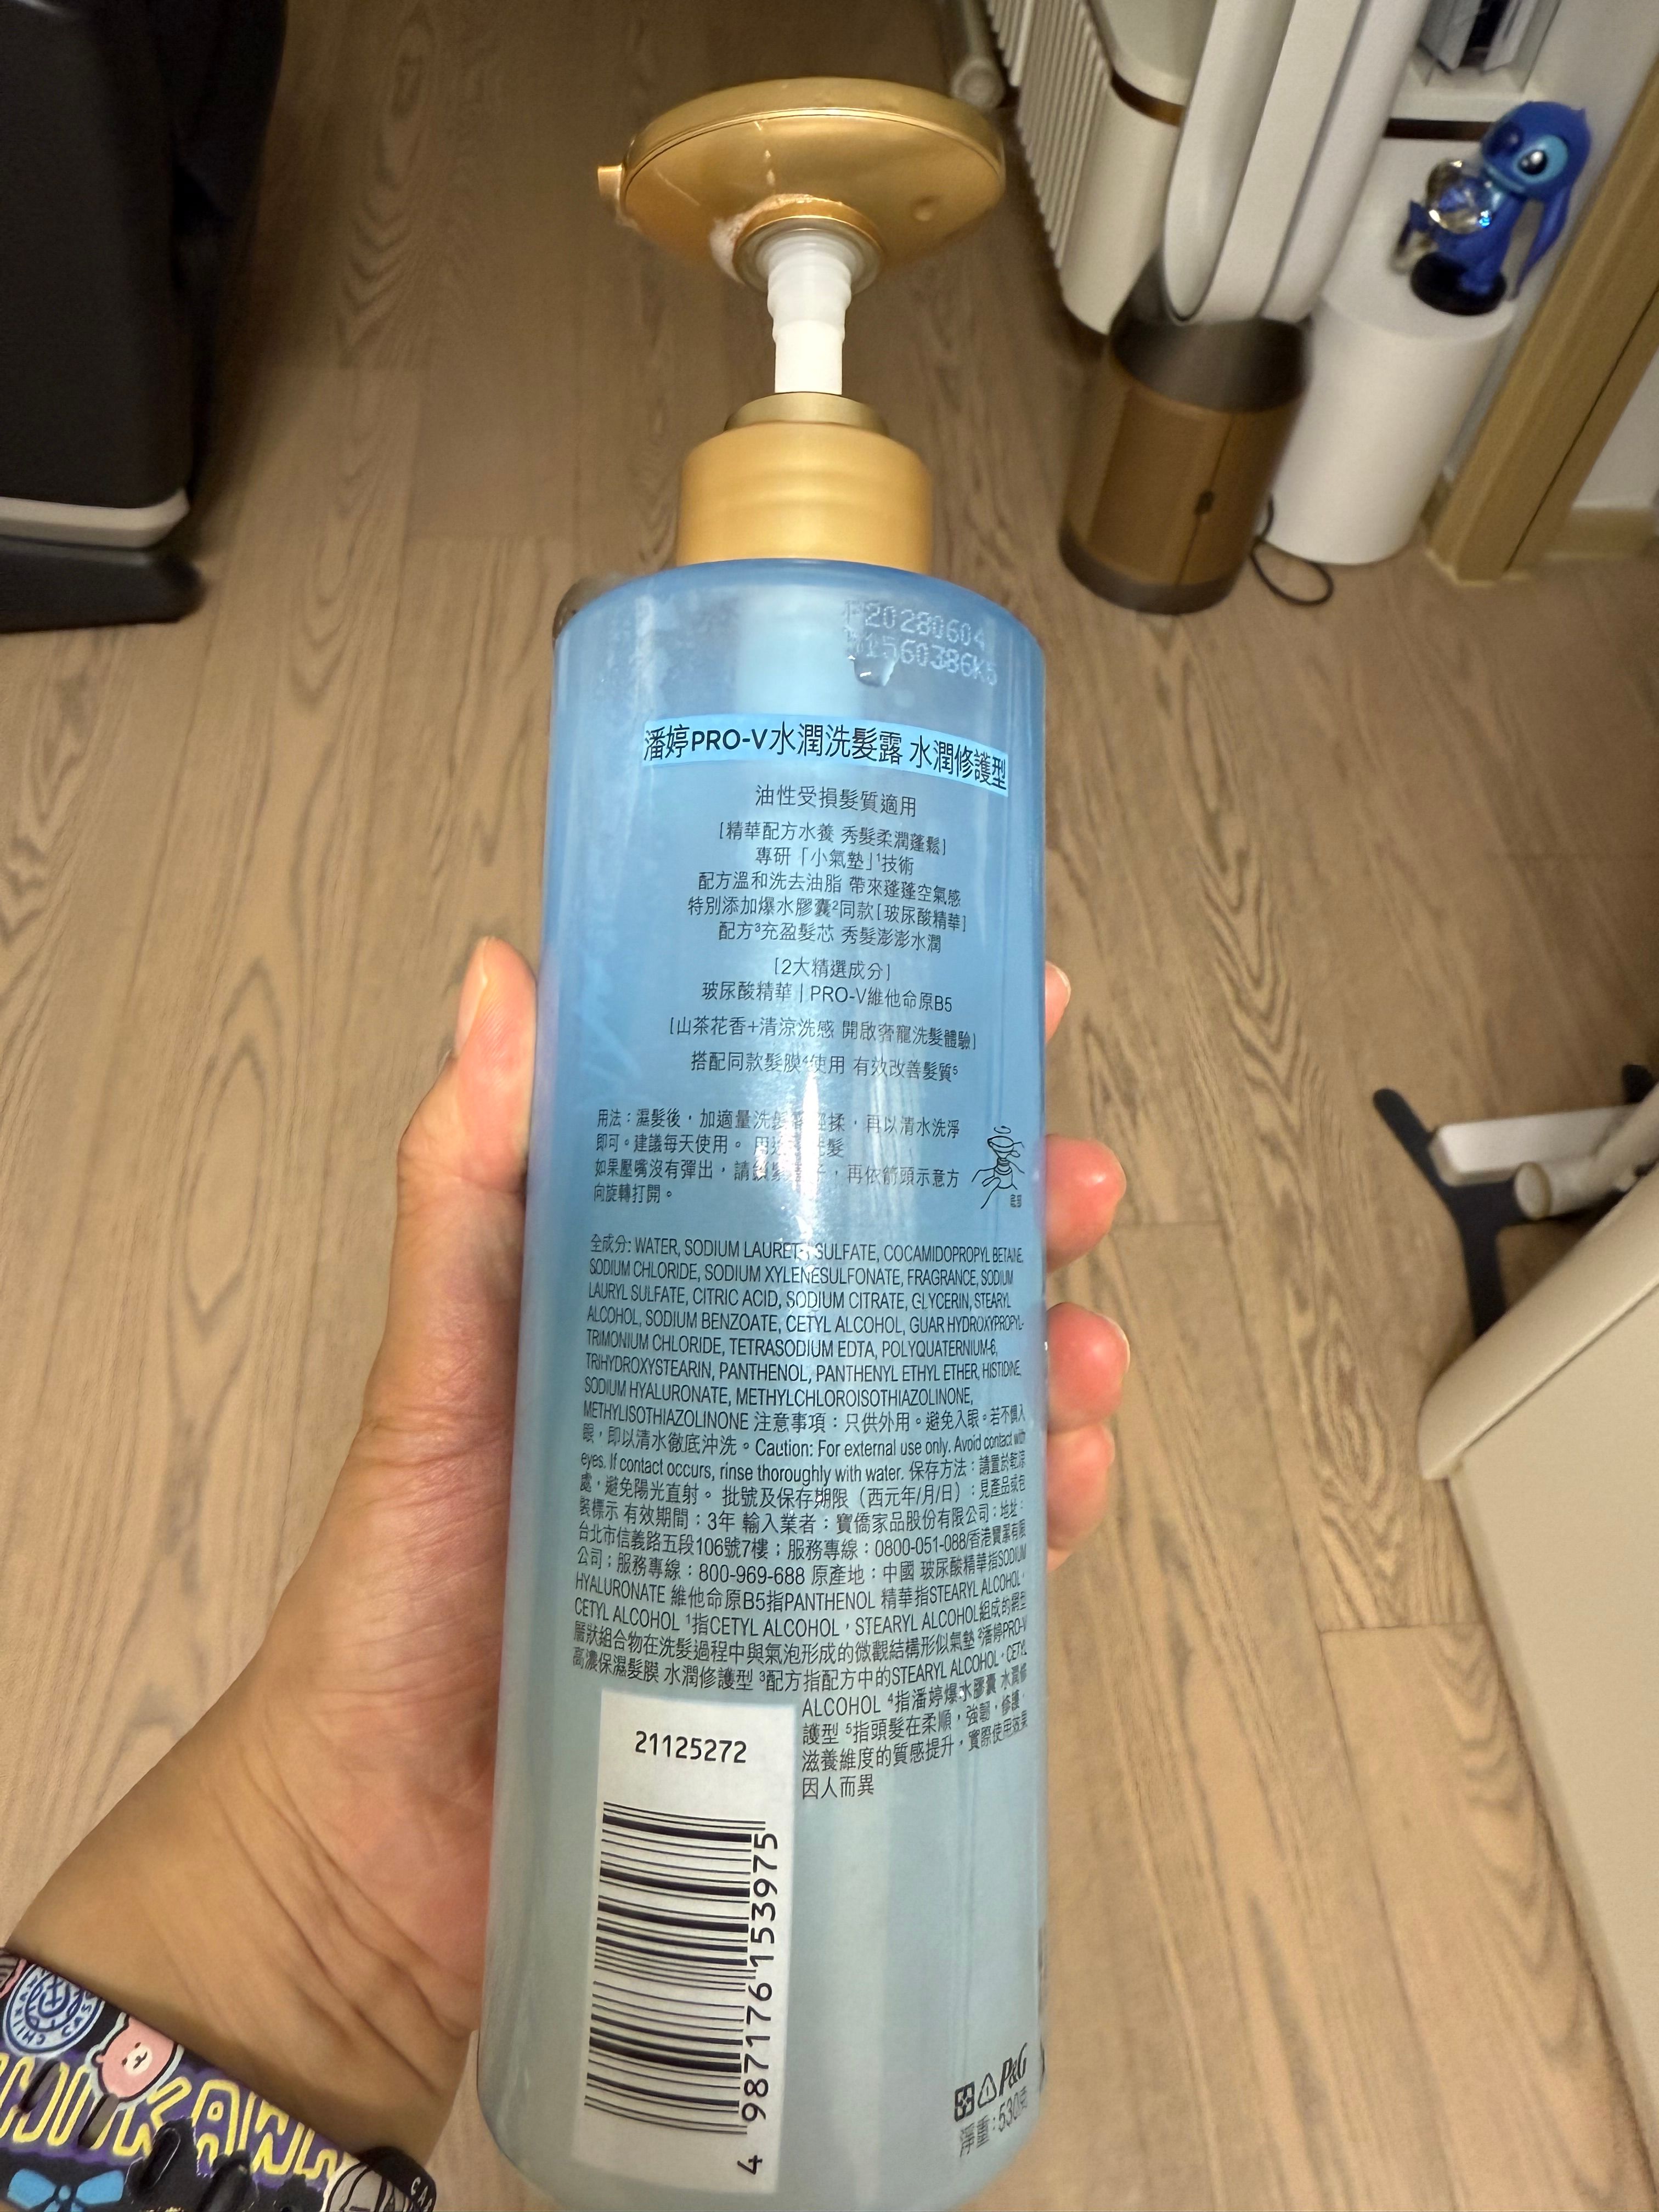 20280604
560386K5
潘婷PRO-V水潤洗髮露 水潤修護型
油性受損髮質適用
[精華配方水養 秀髮柔潤蓬鬆]
專研「小氣墊」¹技術
配方溫和洗去油脂 帶來蓬蓬空氣感
特別添加爆水膠囊²同款[玻尿酸精華]
配方³充盈髮芯 秀髮澎澎水潤
[2大精選成分]
玻尿酸精華 | PRO-V維他命原B5
[山茶花香+清涼洗感 開啟奢寵洗髮體驗]
搭配同款髮膜⁴使用 有效改善髮質⁵
用法：濕髮後，加適量洗髮露輕揉，再以清水洗淨
即可。建議每天使用。 用途：洗髮
如果壓嘴沒有彈出，請鎖緊蓋子，再依箭頭示意方
向旋轉打開。
底部
全成分: WATER, SODIUM LAURETH SULFATE, COCAMIDOPROPYL BETAINE,
SODIUM CHLORIDE, SODIUM XYLENESULFONATE, FRAGRANCE, SODIUM
LAURYL SULFATE, CITRIC ACID, SODIUM CITRATE, GLYCERIN, STEARYL
ALCOHOL, SODIUM BENZOATE, CETYL ALCOHOL, GUAR HYDROXYPROPYL-
TRIMONIUM CHLORIDE, TETRASODIUM EDTA, POLYQUATERNIUM-6,
TRIHYDROXYSTEARIN, PANTHENOL, PANTHENYL ETHYL ETHER, HISTIDINE,
SODIUM HYALURONATE, METHYLCHLOROISOTHIAZOLINONE,
METHYLISOTHIAZOLINONE 注意事項：只供外用。避免入眼。若不慎入
眼，即以清水徹底沖洗。Caution: For external use only. Avoid contact with
eyes. If contact occurs, rinse thoroughly with water. 保存方法：請置於乾涼
處，避免陽光直射。 批號及保存期限（西元年/月/日）：見產品或包
裝標示 有效期間：3年 輸入業者：寶僑家品股份有限公司；地址：
台北市信義路五段106號7樓；服務專線：0800-051-088/香港寶潔有限
公司；服務專線：800-969-688 原產地：中國 玻尿酸精華指SODIUM
HYALURONATE 維他命原B5指PANTHENOL 精華指STEARYL ALCOHOL，
CETYL ALCOHOL ¹指CETYL ALCOHOL，STEARYL ALCOHOL組成的網型
層狀組合物在洗髮過程中與氣泡形成的微觀結構形似氣墊 ²潘婷PRO-V
高濃保濕髮膜 水潤修護型 ³配方指配方中的STEARYL ALCOHOL，CETYL
ALCOHOL ⁴指潘婷爆水膠囊 水潤修
護型 ⁵指頭髮在柔順，強韌，修護，
滋養維度的質感提升，實際使用效果
因人而異
21125272
4 987176 153975
P&G
淨重：530克